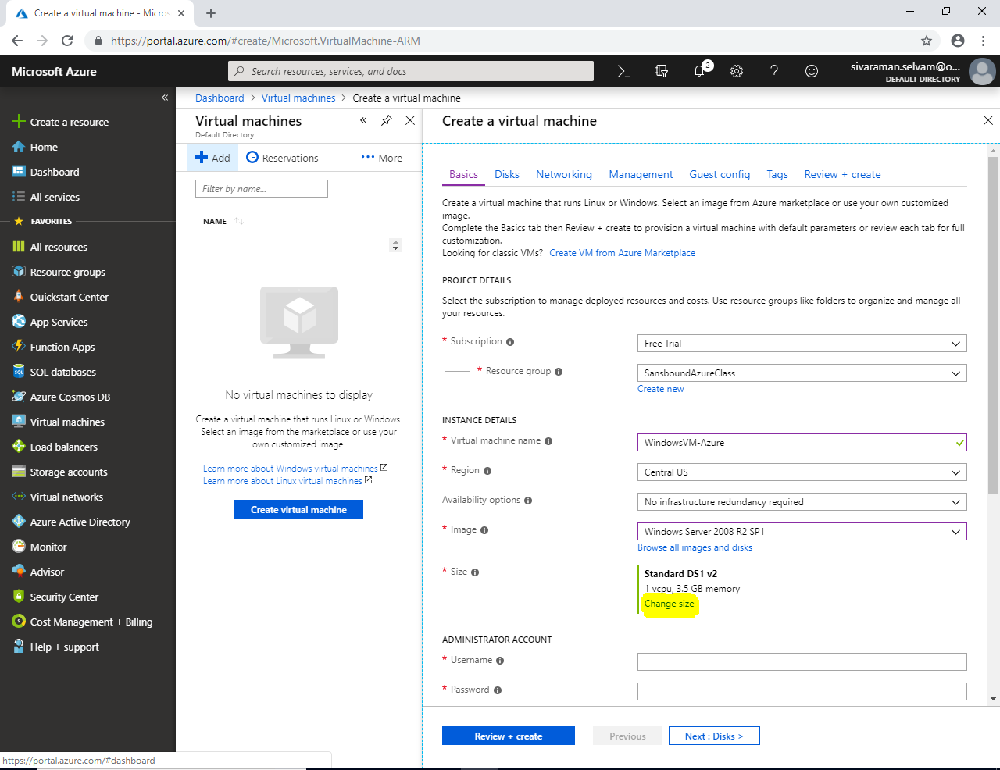 Create a virtual machine - Micros
https://portal.azure.com/#create/Microsoft.VirtualMachine-ARM
Microsoft Azure
Search resources, services, and docs
2
sivaraman.selvam@o...
DEFAULT DIRECTORY
Create a resource
Home
Dashboard
All services
FAVORITES
All resources
Resource groups
Quickstart Center
App Services
Function Apps
SQL
SQL databases
Azure Cosmos DB
Virtual machines
Load balancers
Storage accounts
Virtual networks
Azure Active Directory
Monitor
Advisor
Security Center
Cost Management + Billing
Help + support
https://portal.azure.com/#dashboard
Dashboard > Virtual machines > Create a virtual machine
Virtual machines
Default Directory
Add
Reservations
More
Filter by name...
NAME
No virtual machines to display
Create a virtual machine that runs Linux or Windows.
Select an image from the marketplace or use your
own customized image.
Learn more about Windows virtual machines
Learn more about Linux virtual machines
Create virtual machine
Create a virtual machine
Basics Disks Networking Management Guest config Tags Review + create
Create a virtual machine that runs Linux or Windows. Select an image from Azure marketplace or use your own customized
image.
Complete the Basics tab then Review + create to provision a virtual machine with default parameters or review each tab for full
customization.
Looking for classic VMs? Create VM from Azure Marketplace
PROJECT DETAILS
Select the subscription to manage deployed resources and costs. Use resource groups like folders to organize and manage all
your resources.
* Subscription
Free Trial
* Resource group
SansboundAzureClass
Create new
INSTANCE DETAILS
* Virtual machine name
WindowsVM-Azure
* Region
Central US
Availability options
No infrastructure redundancy required
* Image
Windows Server 2008 R2 SP1
Browse all images and disks
* Size
Standard DS1 v2
1 vcpu, 3.5 GB memory
Change size
ADMINISTRATOR ACCOUNT
* Username
* Password
Review + create
Previous
Next : Disks >